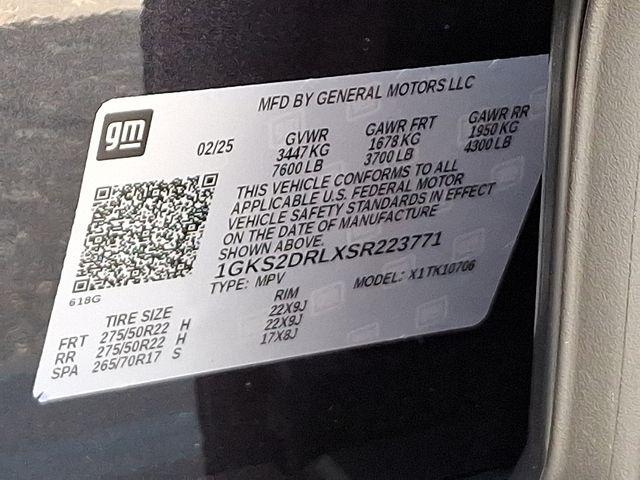 MFD BY GENERAL MOTORS LLC
gm
02/25 GVWR GAWR FRT GAWR RR
3447 KG 1678 KG 1950 KG
7600 LB 3700 LB 4300 LB
THIS VEHICLE CONFORMS TO ALL
APPLICABLE U.S. FEDERAL MOTOR
VEHICLE SAFETY STANDARDS IN EFFECT
ON THE DATE OF MANUFACTURE
SHOWN ABOVE.
1GKS2DRLXSR223771
TYPE: MPV MODEL: X1TK10706
618G
TIRE SIZE RIM
FRT 275/50R22 H 22X9J
RR 275/50R22 H 22X9J
SPA 265/70R17 S 17X8J